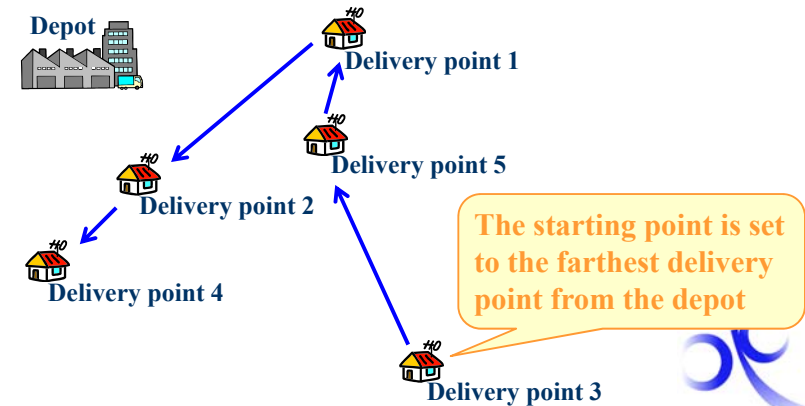 Depot
Delivery point 1
Delivery point 5
Delivery point 2
The starting point is set
to the farthest delivery
point from the depot
Delivery point 4
Delivery point 3